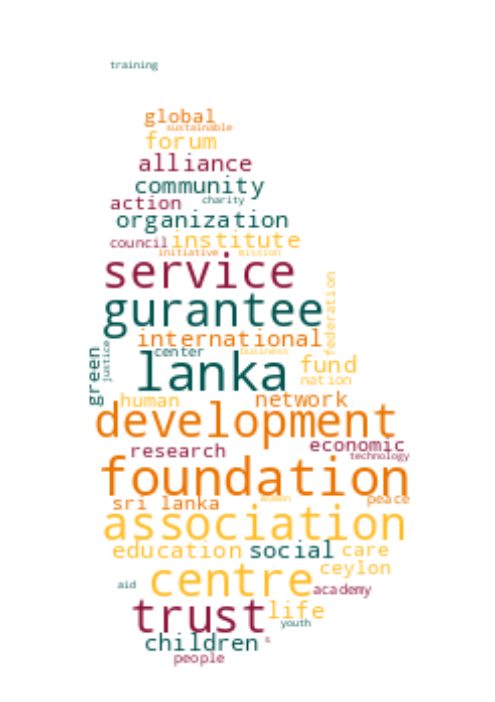 training
global
sustainable
forum
alliance
community
action charity
organization
council institute
initiative mission
service
gurantee
federation
international
center business
justice
green
lanka
fund
nation
human network
development
research economic
technology
foundation
women
sri lanka peace
association
education social care
ceylon
centre
aid academy
trust life
youth
children s
people